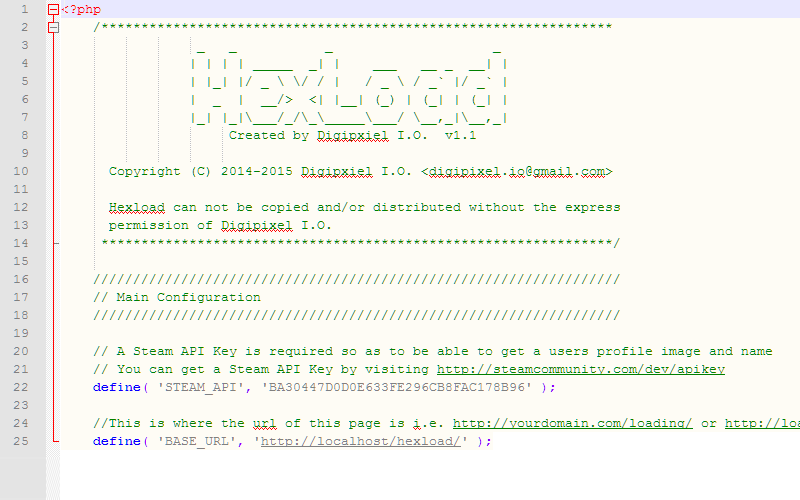 1 <?php
2 /****************************************************************
3 _ _ _ _
4 | | | | _____ _| | ___ __ _ __| |
5 | |_| |/ _ \ \/ / | / _ \ / _` |/ _` |
6 | _ | __/> <| |__| (_) | (_| | (_| |
7 |_| |_|\___/_/\_\_____\___/ \__,_|\__,_|
8 Created by Digipxiel I.O. v1.1
9
10 Copyright (C) 2014-2015 Digipxiel I.O. <digipixel.io@gmail.com>
11
12 Hexload can not be copied and/or distributed without the express
13 permission of Digipixel I.O.
14 ****************************************************************/
15
16 //////////////////////////////////////////////////////////////////
17 // Main Configuration
18 //////////////////////////////////////////////////////////////////
19
20 // A Steam API Key is required so as to be able to get a users profile image and name
21 // You can get a Steam API Key by visiting http://steamcommunity.com/dev/apikey
22 define( 'STEAM_API', 'BA30447D0D0E633FE296CB8FAC178B96' );
23
24 //This is where the url of this page is i.e. http://yourdomain.com/loading/ or http://loa
25 define( 'BASE_URL', 'http://localhost/hexload/' );